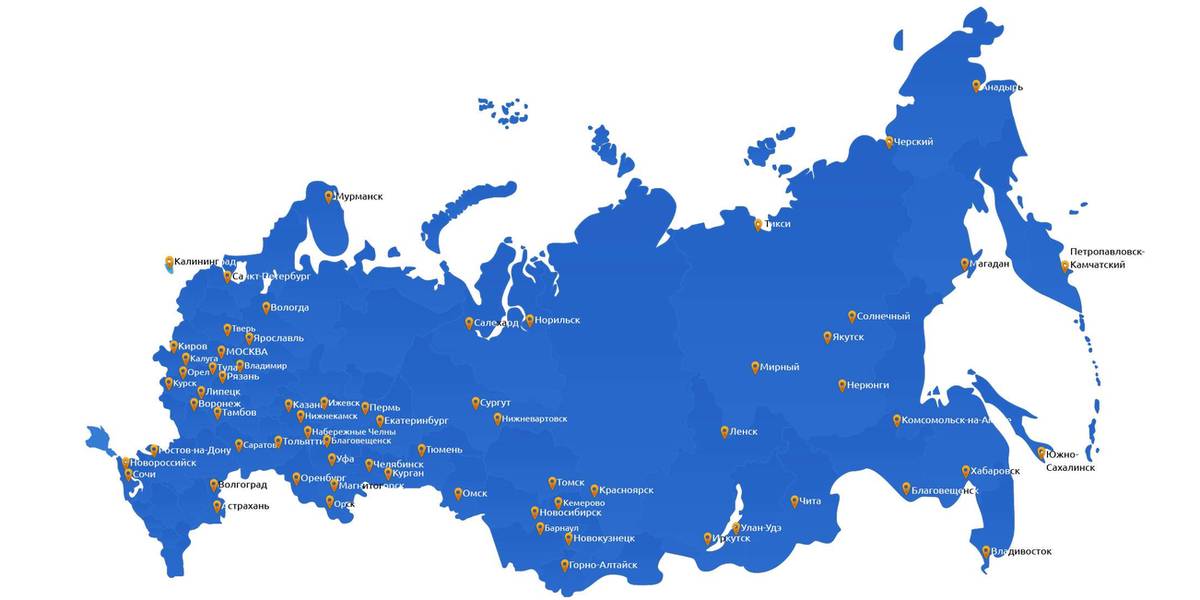 Анадырь
Черский
Мурманск
Тикси
Петропавловск-
Камчатский
Калининград
Магадан
Санкт-Петербург
Вологда
Солнечный
Салехард
Норильск
Тверь
Ярославль
Якутск
Киров
МОСКВА
Калуга
Владимир
Тула
Мирный
Орел
Рязань
Курск
Нерюнги
Липецк
Воронеж
Казань
Ижевск
Сургут
Пермь
Тамбов
Нижнекамск
Нижневартовск
Екатеринбург
Комсомольск-на-Амуре
Набережные Челны
Ленск
Тольятти
Благовещенск
Саратов
Ростов-на-Дону
Тюмень
Южно-
Сахалинск
Уфа
Новороссийск
Челябинск
Хабаровск
Сочи
Курган
Оренбург
Волгоград
Магнитогорск
Томск
Красноярск
Благовещенск
Омск
Чита
Орск
Кемерово
Астрахань
Новосибирск
Барнаул
Улан-Удэ
Новокузнецк
Иркутск
Владивосток
Горно-Алтайск